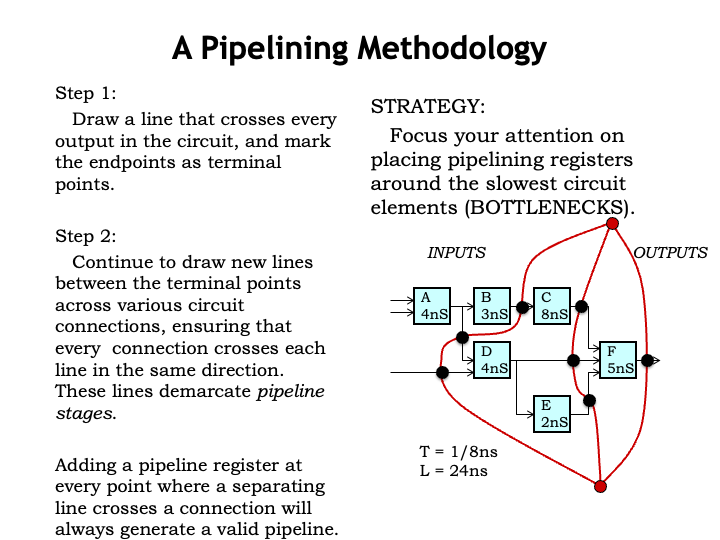 A Pipelining Methodology
Step 1:
Draw a line that crosses every
output in the circuit, and mark
the endpoints as terminal
points.
Step 2:
Continue to draw new lines
between the terminal points
across various circuit
connections, ensuring that
every connection crosses each
line in the same direction.
These lines demarcate pipeline
stages.
Adding a pipeline register at
every point where a separating
line crosses a connection will
always generate a valid pipeline.
STRATEGY:
Focus your attention on
placing pipelining registers
around the slowest circuit
elements (BOTTLENECKS).
INPUTS
OUTPUTS
A
4nS
B
3nS
C
8nS
D
4nS
F
5nS
E
2nS
T = 1/8ns
L = 24ns